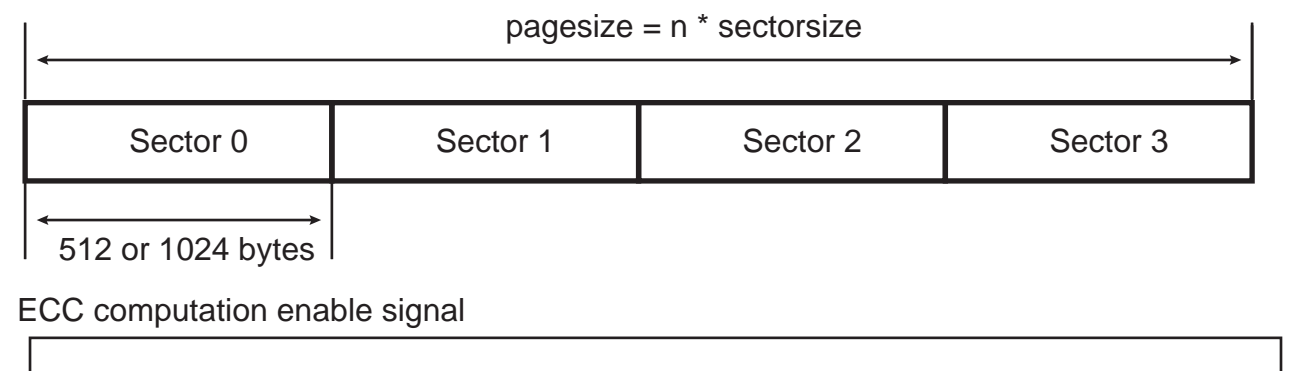 pagesize = n * sectorsize
Sector 0 Sector 1 Sector 2 Sector 3
512 or 1024 bytes
ECC computation enable signal